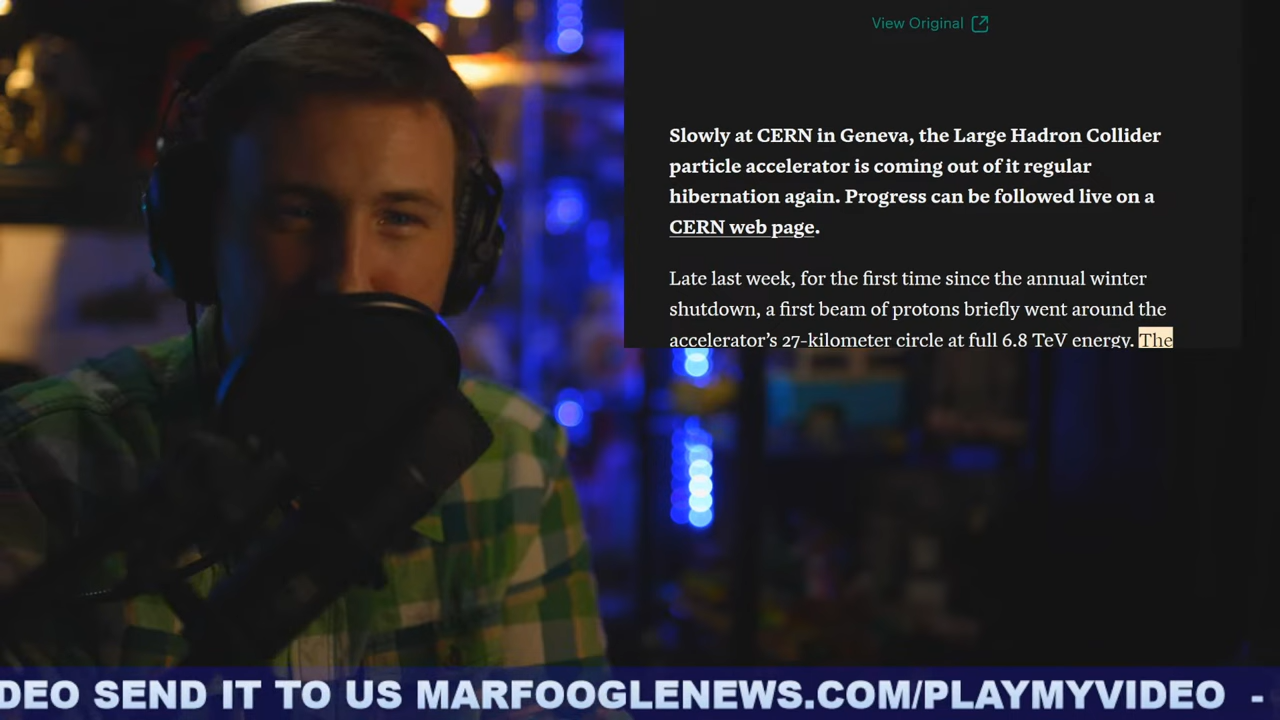 View Original
Slowly at CERN in Geneva, the Large Hadron Collider
particle accelerator is coming out of it regular
hibernation again. Progress can be followed live on a
CERN web page.
Late last week, for the first time since the annual winter
shutdown, a first beam of protons briefly went around the
accelerator's 27-kilometer circle at full 6.8 TeV energy. The
DEO SEND IT TO US MARFOOGLENEWS.COM/PLAYMYVIDEO -